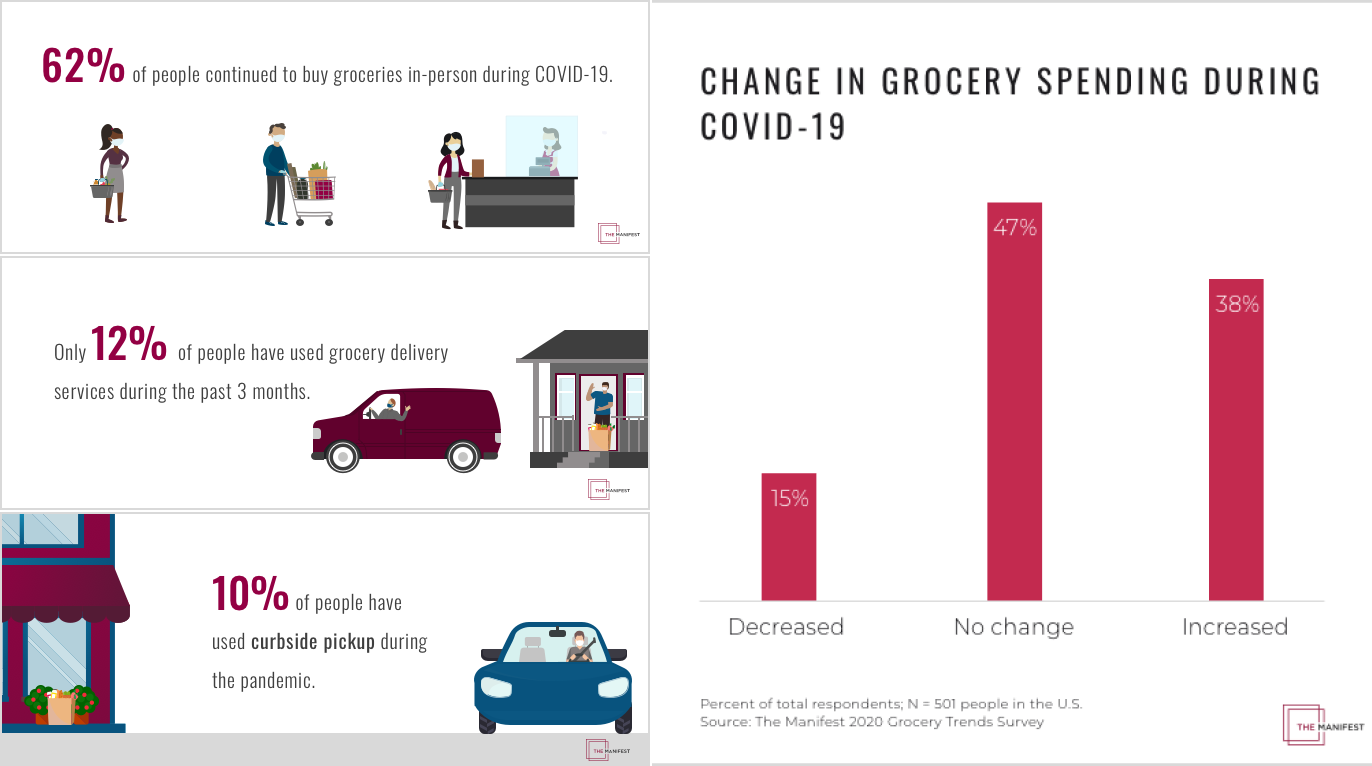 62% of people continued to buy groceries in-person during COVID-19.
THE MANIFEST
Only 12% of people have used grocery delivery
services during the past 3 months.
THE MANIFEST
10% of people have
used curbside pickup during
the pandemic.
THE MANIFEST
CHANGE IN GROCERY SPENDING DURING
COVID-19
47%
38%
15%
Decreased No change Increased
Percent of total respondents; N = 501 people in the U.S.
Source: The Manifest 2020 Grocery Trends Survey
THE MANIFEST